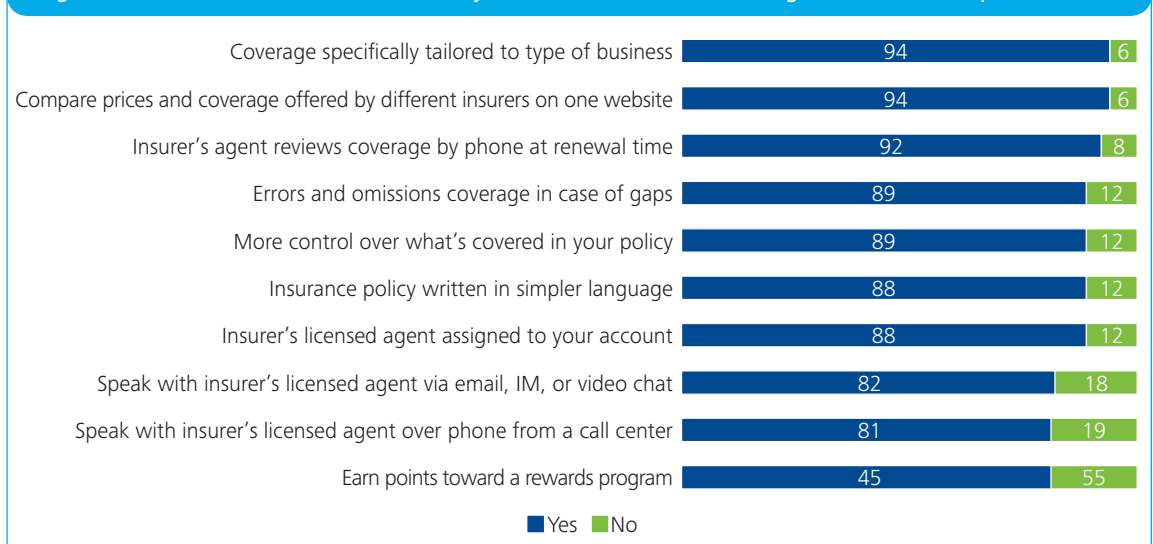 Coverage specifically tailored to type of business 94 6
Compare prices and coverage offered by different insurers on one website 94 6
Insurer’s agent reviews coverage by phone at renewal time 92 8
Errors and omissions coverage in case of gaps 89 12
More control over what’s covered in your policy 89 12
Insurance policy written in simpler language 88 12
Insurer’s licensed agent assigned to your account 88 12
Speak with insurer’s licensed agent via email, IM, or video chat 82 18
Speak with insurer’s licensed agent over phone from a call center 81 19
Earn points toward a rewards program 45 55
Yes No